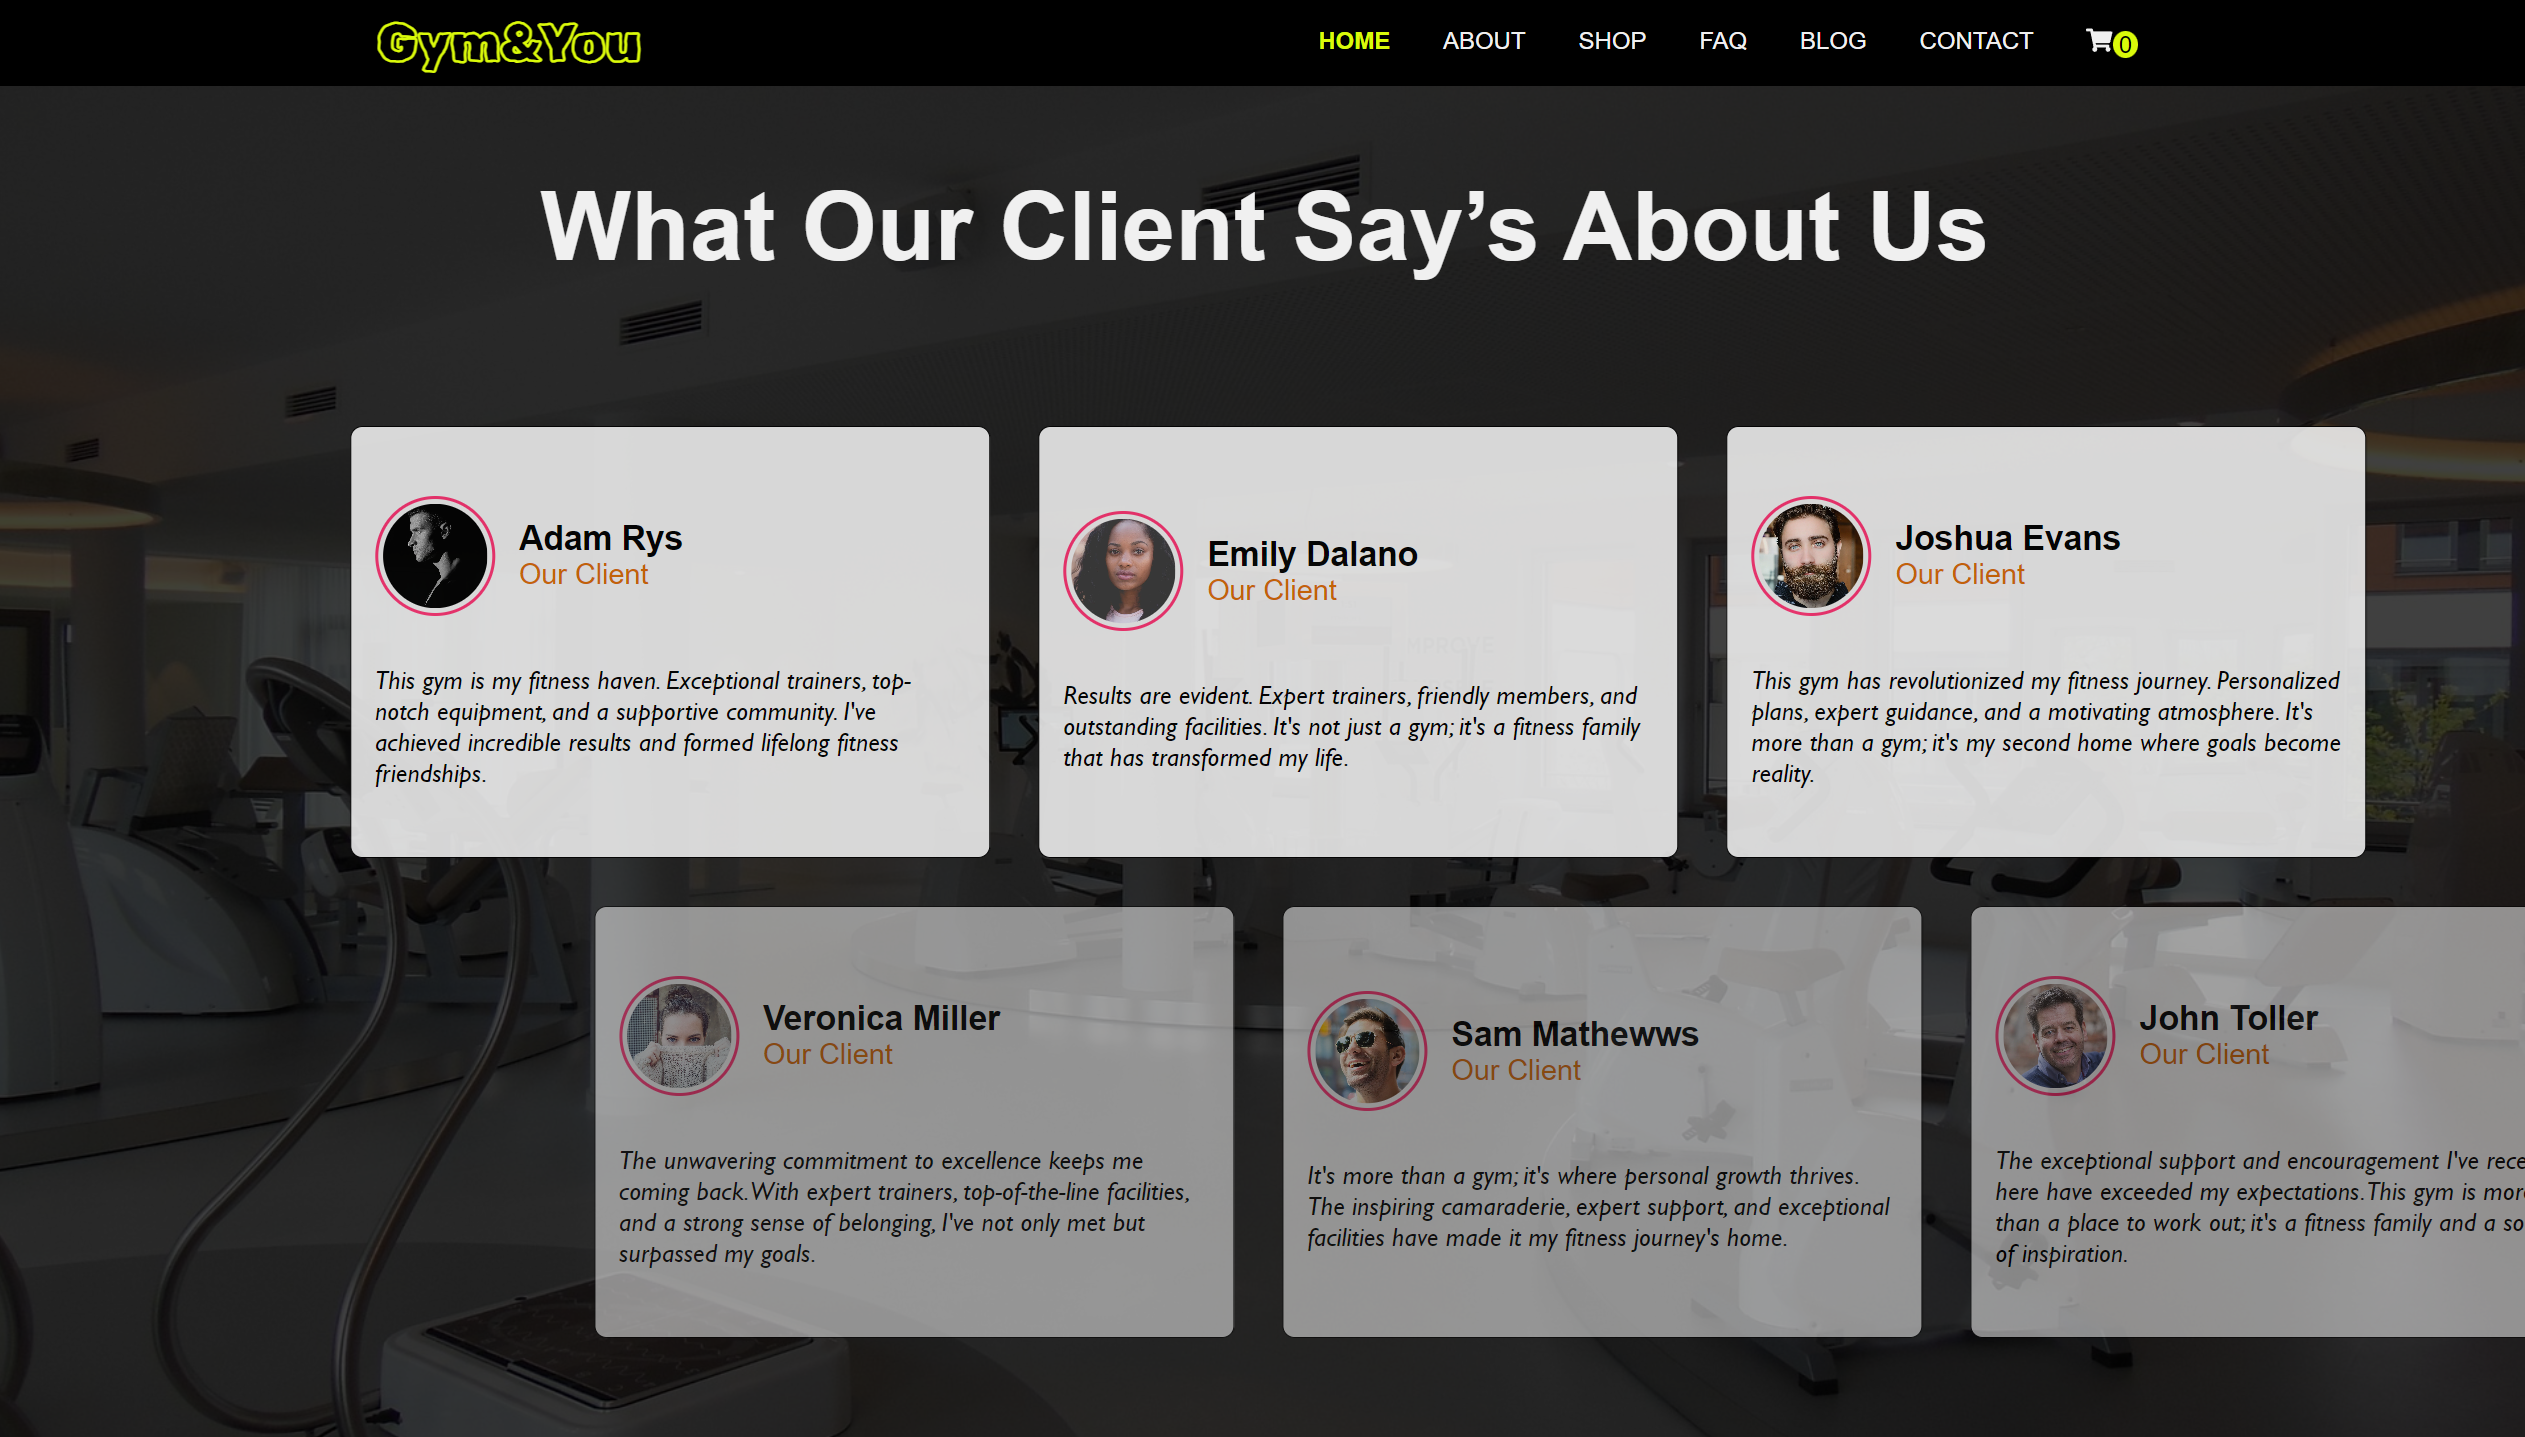 Gym&You
HOME ABOUT SHOP FAQ BLOG CONTACT 0
What Our Client Say’s About Us
Adam Rys
Our Client
This gym is my fitness haven. Exceptional trainers, top-
notch equipment, and a supportive community. I've
achieved incredible results and formed lifelong fitness
friendships.
Emily Dalano
Our Client
Results are evident. Expert trainers, friendly members, and
outstanding facilities. It's not just a gym; it's a fitness family
that has transformed my life.
Joshua Evans
Our Client
This gym has revolutionized my fitness journey. Personalized
plans, expert guidance, and a motivating atmosphere. It's
more than a gym; it's my second home where goals become
reality.
Veronica Miller
Our Client
The unwavering commitment to excellence keeps me
coming back. With expert trainers, top-of-the-line facilities,
and a strong sense of belonging, I've not only met but
surpassed my goals.
Sam Mathewws
Our Client
It's more than a gym; it's where personal growth thrives.
The inspiring camaraderie, expert support, and exceptional
facilities have made it my fitness journey's home.
John Toller
Our Client
The exceptional support and encouragement I've rece
here have exceeded my expectations. This gym is mor
than a place to work out; it's a fitness family and a so
of inspiration.